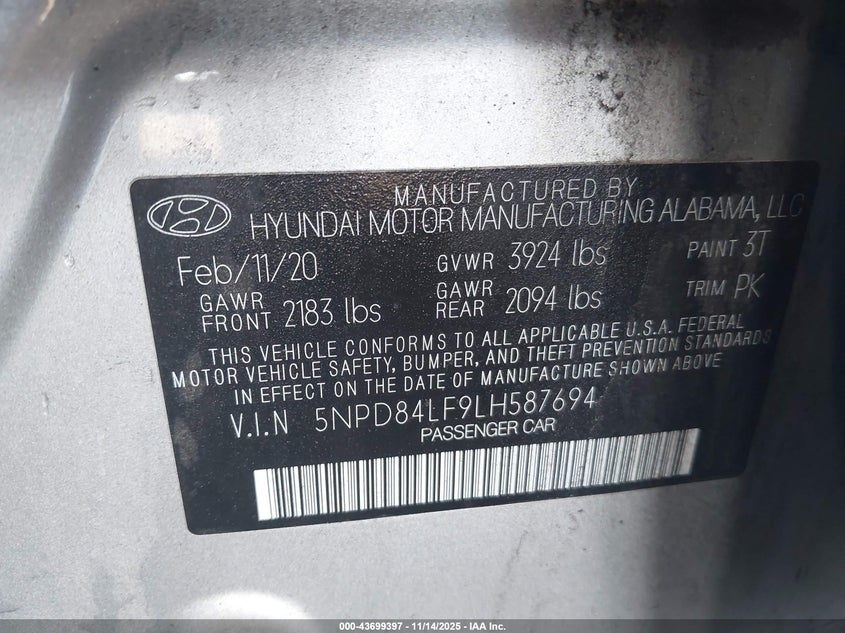 MANUFACTURED BY
HYUNDAI MOTOR MANUFACTURING ALABAMA, LLC
Feb/11/20 GVWR 3924 lbs PAINT 3T
GAWR FRONT 2183 lbs GAWR REAR 2094 lbs TRIM PK
THIS VEHICLE CONFORMS TO ALL APPLICABLE U.S.A. FEDERAL
MOTOR VEHICLE SAFETY, BUMPER, AND THEFT PREVENTION STANDARDS
IN EFFECT ON THE DATE OF MANUFACTURE SHOWN ABOVE
V.I.N 5NPD84LF9LH587694
PASSENGER CAR
000-43699397 - 11/14/2025 - IAA Inc.